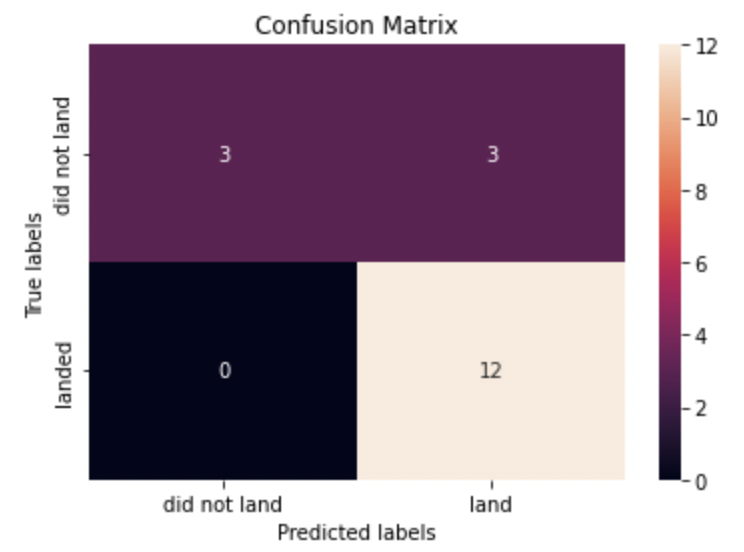 Confusion Matrix
True labels
did not land
landed
3
3
0
12
did not land
land
Predicted labels
12
10
8
6
4
2
0